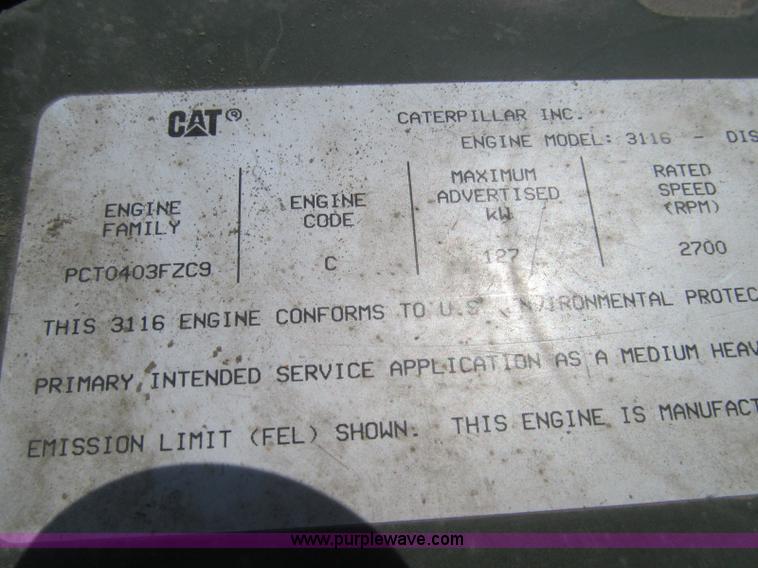 CAT®
CATERPILLAR INC.
ENGINE MODEL: 3116 - DIS
ENGINE FAMILY
ENGINE CODE
MAXIMUM ADVERTISED kW
RATED SPEED (RPM)
PCT0403FZC9
C
127
2700
THIS 3116 ENGINE CONFORMS TO U.S. ENVIRONMENTAL PROTEC
PRIMARY INTENDED SERVICE APPLICATION AS A MEDIUM HEAV
EMISSION LIMIT (FEL) SHOWN. THIS ENGINE IS MANUFACT
www.purplewave.com